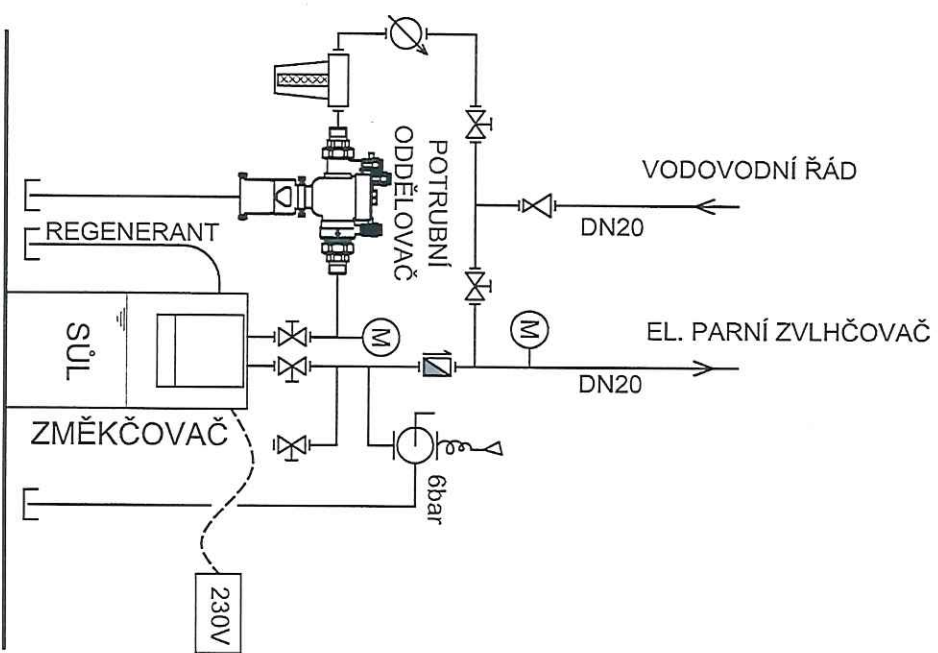 POTRUBNÍ
ODDĚLOVAČ
VODOVODNÍ ŘÁD
DN20
REGENERANT
M
M
EL. PARNÍ ZVLHČOVAČ
DN20
SŮL
ZMĚKČOVAČ
6bar
230V